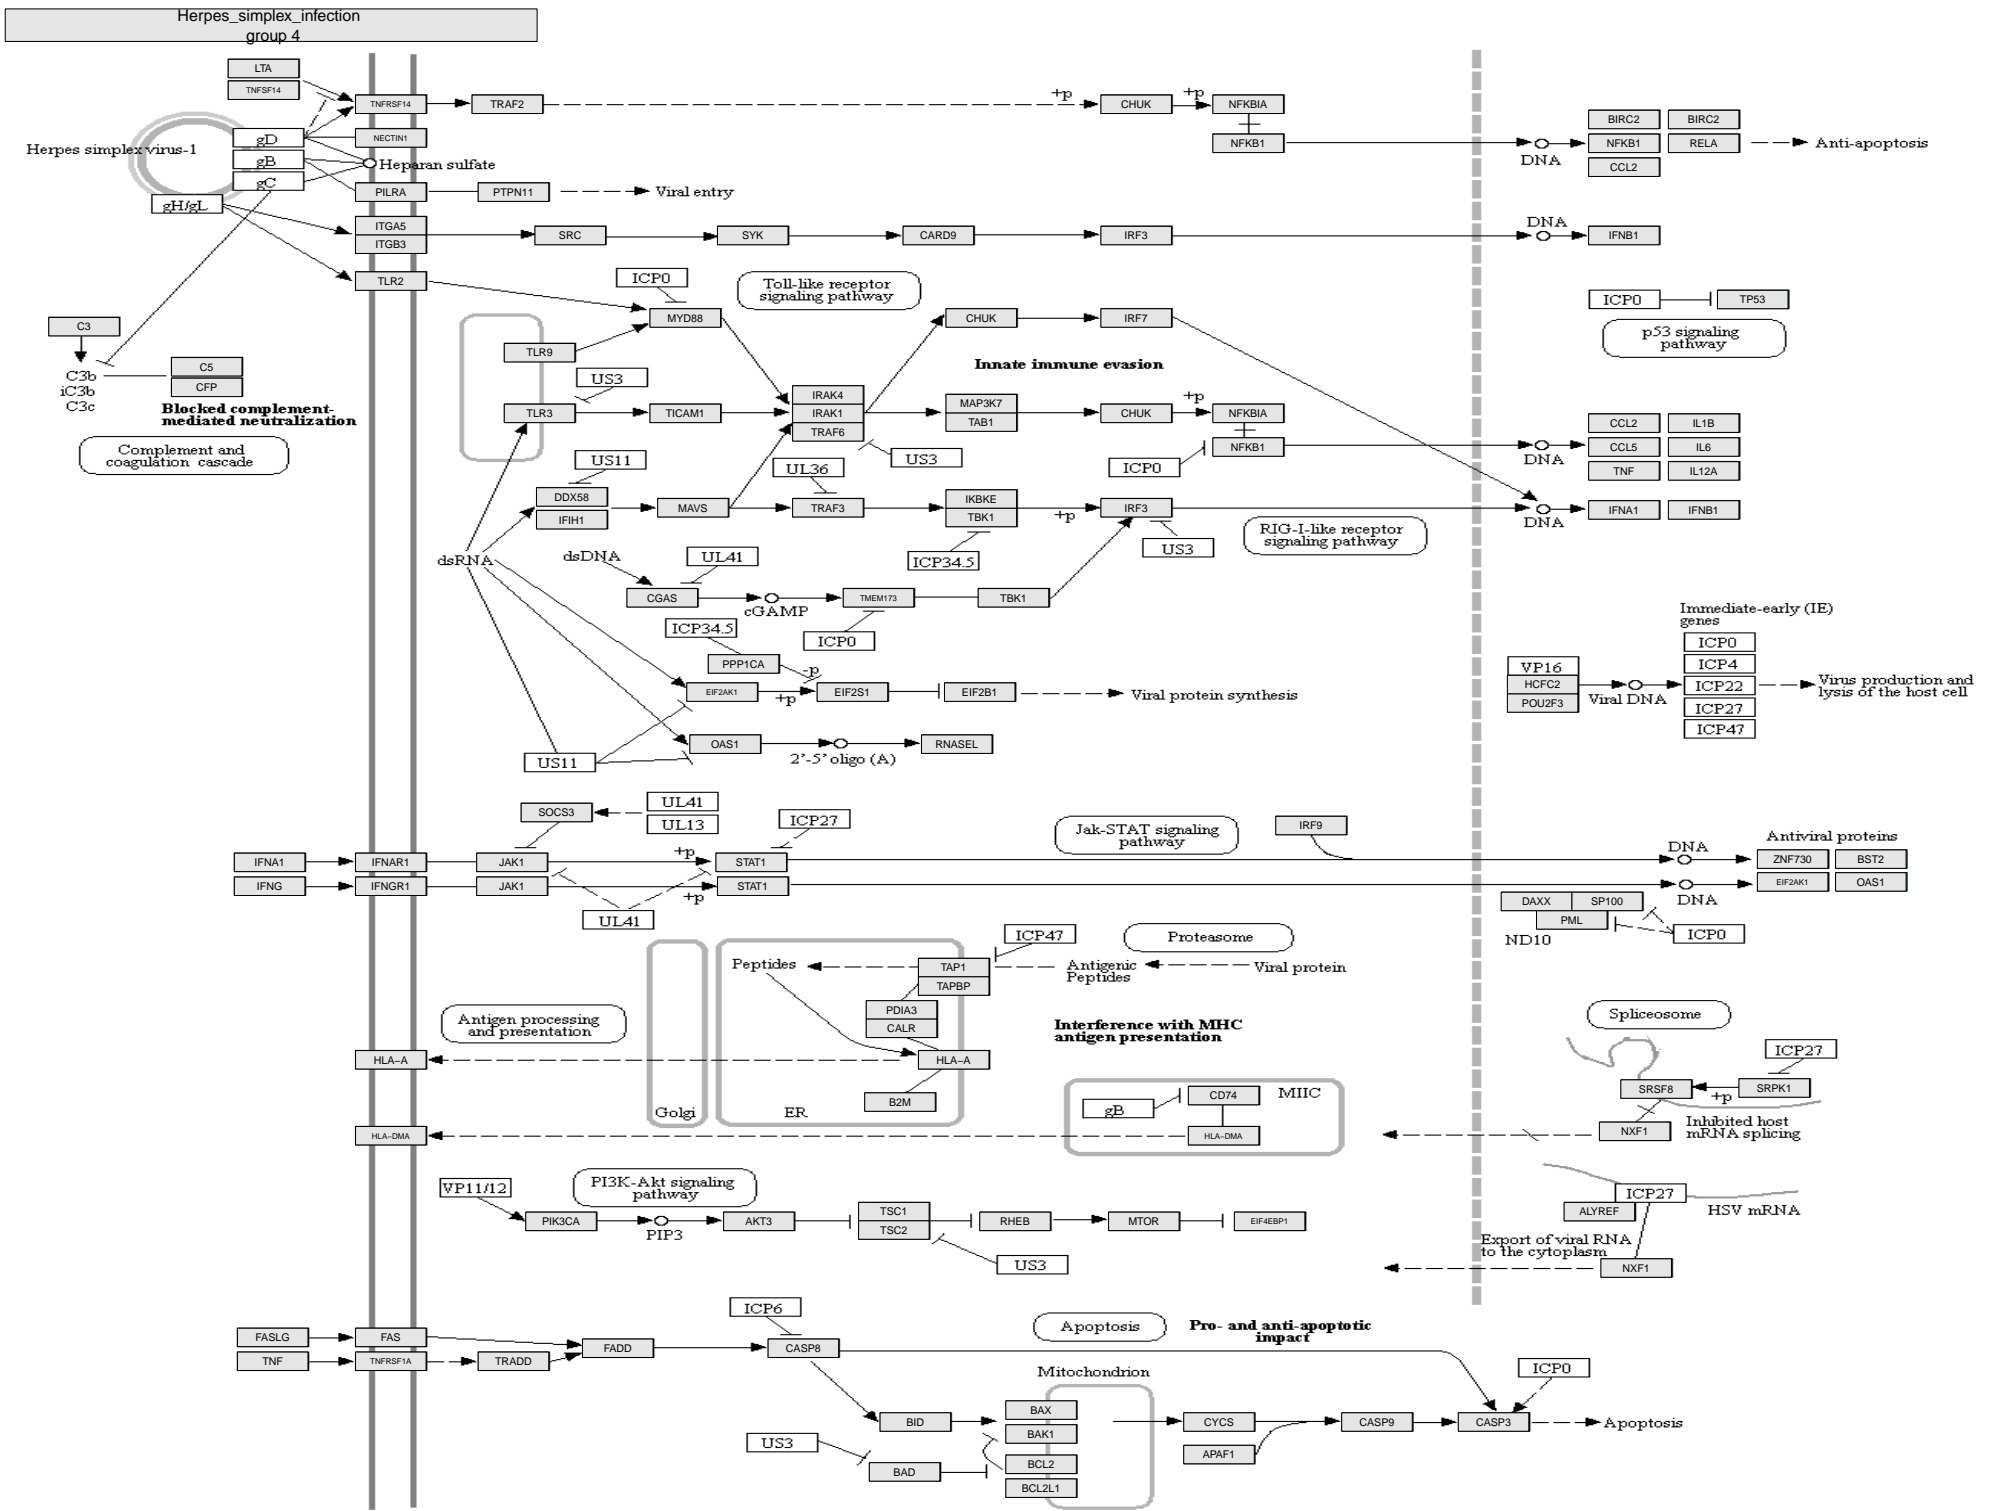 Herpes_simplex_infection
group 4
LTA
TNFSF14
TNFRSF14
TRAF2
+p
CHUK
+p
NFKBIA
NFKB1
DNA
BIRC2
BIRC2
NFKB1
RELA
CCL2
Anti-apoptosis
Herpes simplex virus-1
gD
gB
gC
gH/gL
NECTIN1
Heparan sulfate
PILRA
PTPN11
Viral entry
ITGA5
ITGB3
SRC
SYK
CARD9
IRF3
DNA
IFNB1
TLR2
ICP0
MYD88
Toll-like receptor
signaling pathway
CHUK
IRF7
ICP0
TP53
p53 signaling
pathway
C3
C3b
iC3b
C3c
C5
CFP
Blocked complement-
mediated neutralization
Complement and
coagulation cascade
TLR9
US3
TLR3
TICAM1
IRAK4
IRAK1
TRAF6
US3
Innate immune evasion
MAP3K7
TAB1
CHUK
+p
NFKBIA
NFKB1
ICP0
DNA
CCL2
IL1B
CCL5
IL6
TNF
IL12A
US11
DDX58
IFIH1
MAVS
UL36
TRAF3
IKBKE
TBK1
+p
IRF3
US3
ICP34.5
RIG-I-like receptor
signaling pathway
DNA
IFNA1
IFNB1
dsRNA
dsDNA
UL41
CGAS
cGAMP
TMEM173
TBK1
ICP0
ICP34.5
PPP1CA
-p
EIF2AK1
+p
EIF2S1
EIF2B1
Viral protein synthesis
OAS1
2'-5' oligo (A)
RNASEL
US11
Immediate-early (IE)
genes
ICP0
ICP4
ICP22
ICP27
ICP47
VP16
HCFC2
POU2F3
Viral DNA
Virus production and
lysis of the host cell
SOCS3
UL41
UL13
ICP27
Jak-STAT signaling
pathway
IRF9
IFNA1
IFNAR1
JAK1
+p
STAT1
DNA
Antiviral proteins
ZNF730
BST2
IFNG
IFNGR1
JAK1
+p
STAT1
DNA
EIF2AK1
OAS1
UL41
DAXX
SP100
PML
ND10
ICP0
ICP47
Proteasome
Peptides
TAP1
TAPBP
Antigenic
Peptides
Viral protein
PDIA3
CALR
Antigen processing
and presentation
Interference with MHC
antigen presentation
HLA-A
HLA-A
B2M
Golgi
ER
gB
CD74
MIIC
HLA-DMA
HLA-DMA
Spliceosome
ICP27
SRSF8
SRPK1
+p
NXF1
Inhibited host
mRNA splicing
VP11/12
PI3K-Akt signaling
pathway
PIK3CA
PIP3
AKT3
TSC1
TSC2
RHEB
MTOR
EIF4EBP1
US3
ICP27
ALYREF
HSV mRNA
Export of viral RNA
to the cytoplasm
NXF1
ICP6
Apoptosis
Pro- and anti-apoptotic
impact
FASLG
FAS
FADD
CASP8
TNF
TNFRSF1A
TRADD
ICP0
Mitochondrion
BID
BAX
BAK1
BCL2
BCL2L1
US3
BAD
CYCS
APAF1
CASP9
CASP3
Apoptosis